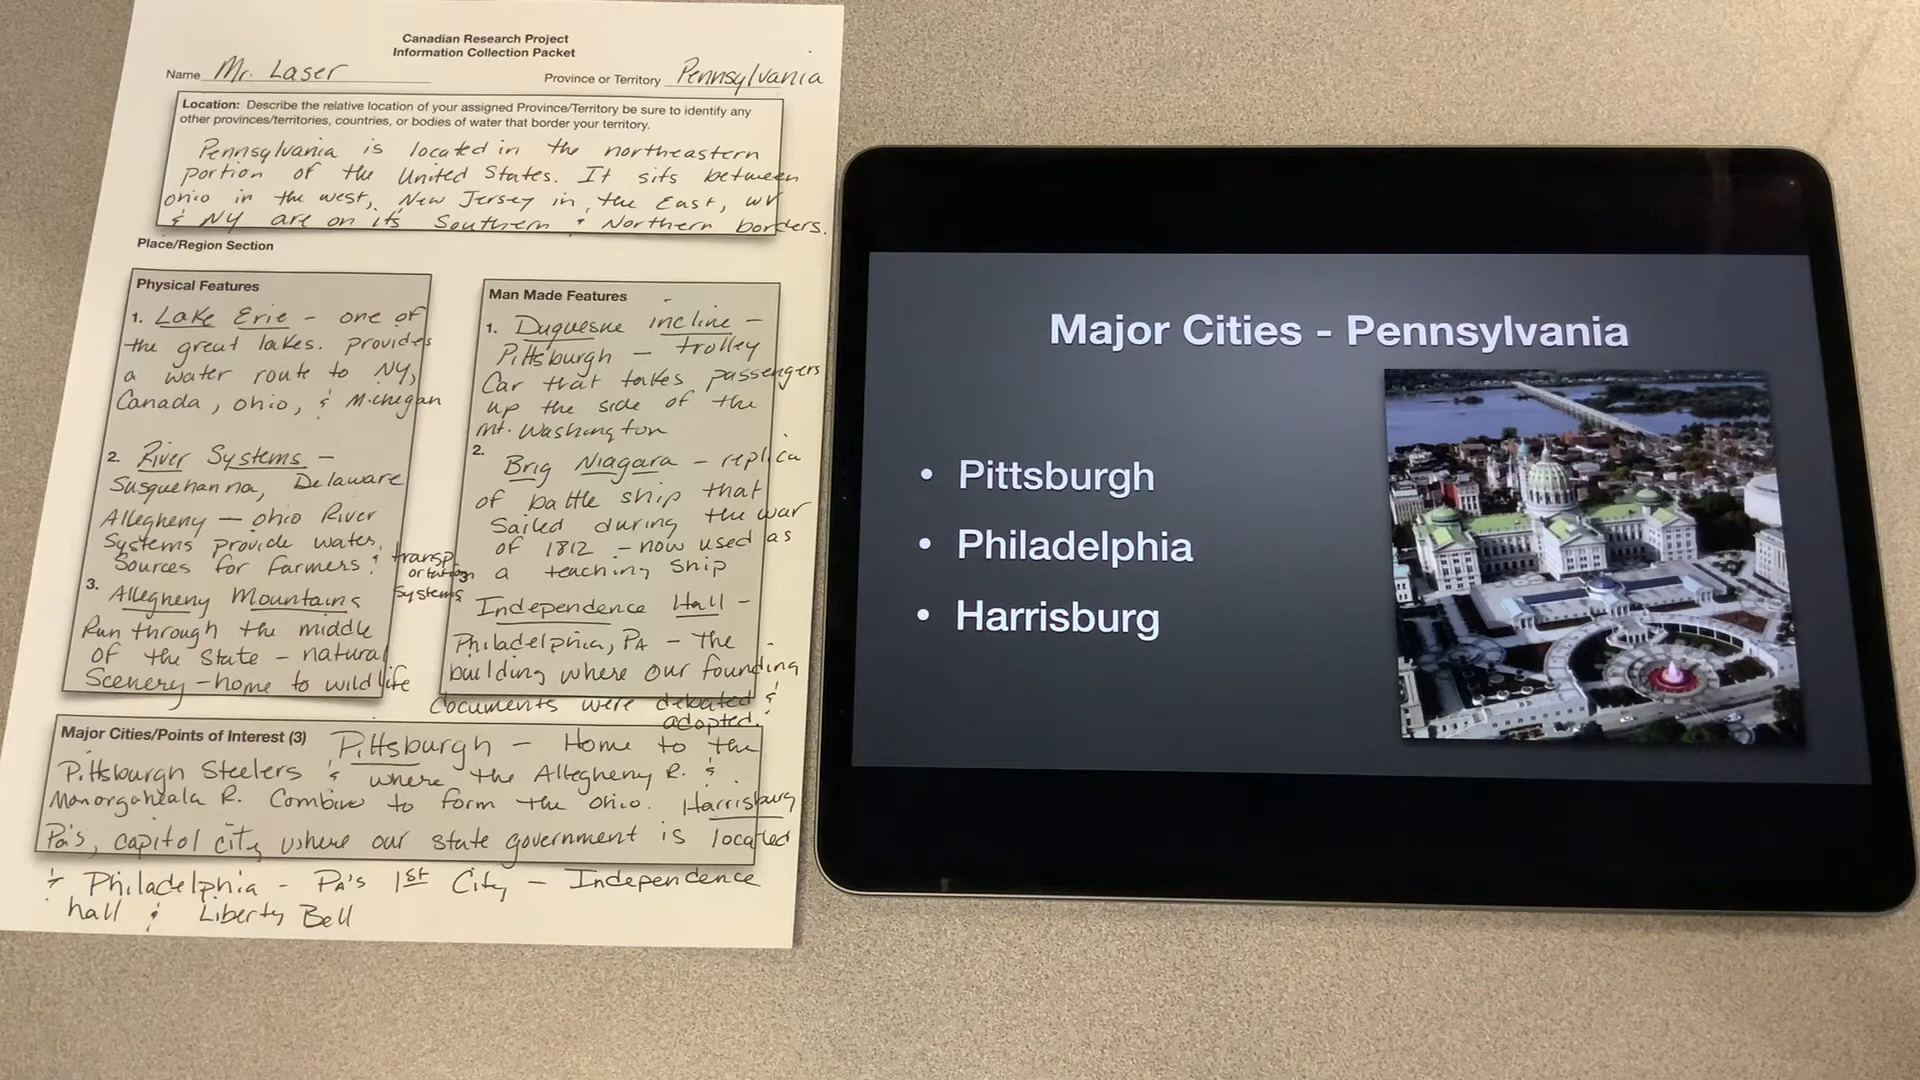 Canadian Research Project
Information Collection Packet
Name Mr. Laser Province or Territory Pennsylvania
Location: Describe the relative location of your assigned Province/Territory be sure to identify any
other provinces/territories, countries, or bodies of water that border your territory.
Pennsylvania is located in the northeastern
portion of the United States. It sits between
ohio in the west, New Jersey in the East, WV
& NY are on it's Southern & Northern borders.
Place/Region Section
Physical Features
1. Lake Erie - one of
the great lakes. provides
a water route to NY,
Canada, ohio, & Michegan
2. River Systems -
Susquehanna, Delaware
Allegheny - ohio River
Systems provide water
Sources for farmers & transp
ortation
systems
3. Allegheny Mountains
Run through the middle
of the State - natural
Scenery - home to wildlife
Man Made Features
1. Duquesne incline -
Pittsburgh - trolley
Car that takes passengers
up the side of the
Mt. Washington
2.
Brig Niagara - replica
of battle ship that
Sailed during the war
of 1812 - now used as
a teaching ship
3
Independence Hall -
Philadelphia, PA - the
building where our founding
documents were debated &
adopted.
Major Cities/Points of Interest (3) Pittsburgh - Home to the
Pittsburgh Steelers & where the Allegheny R. &
Monorgaheala R. Combine to form the ohio. Harrisburg
Pa's, capitol city where our state government is located
+ Philadelphia - PA's 1st City - Independence
hall & Liberty Bell
Major Cities - Pennsylvania
• Pittsburgh
• Philadelphia
• Harrisburg